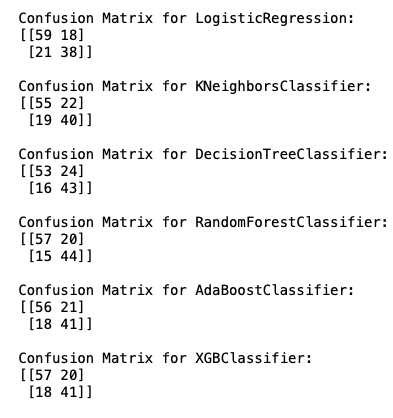 Confusion Matrix for LogisticRegression:
[[59 18]
 [21 38]]
Confusion Matrix for KNeighborsClassifier:
[[55 22]
 [19 40]]
Confusion Matrix for DecisionTreeClassifier:
[[53 24]
 [16 43]]
Confusion Matrix for RandomForestClassifier:
[[57 20]
 [15 44]]
Confusion Matrix for AdaBoostClassifier:
[[56 21]
 [18 41]]
Confusion Matrix for XGBClassifier:
[[57 20]
 [18 41]]